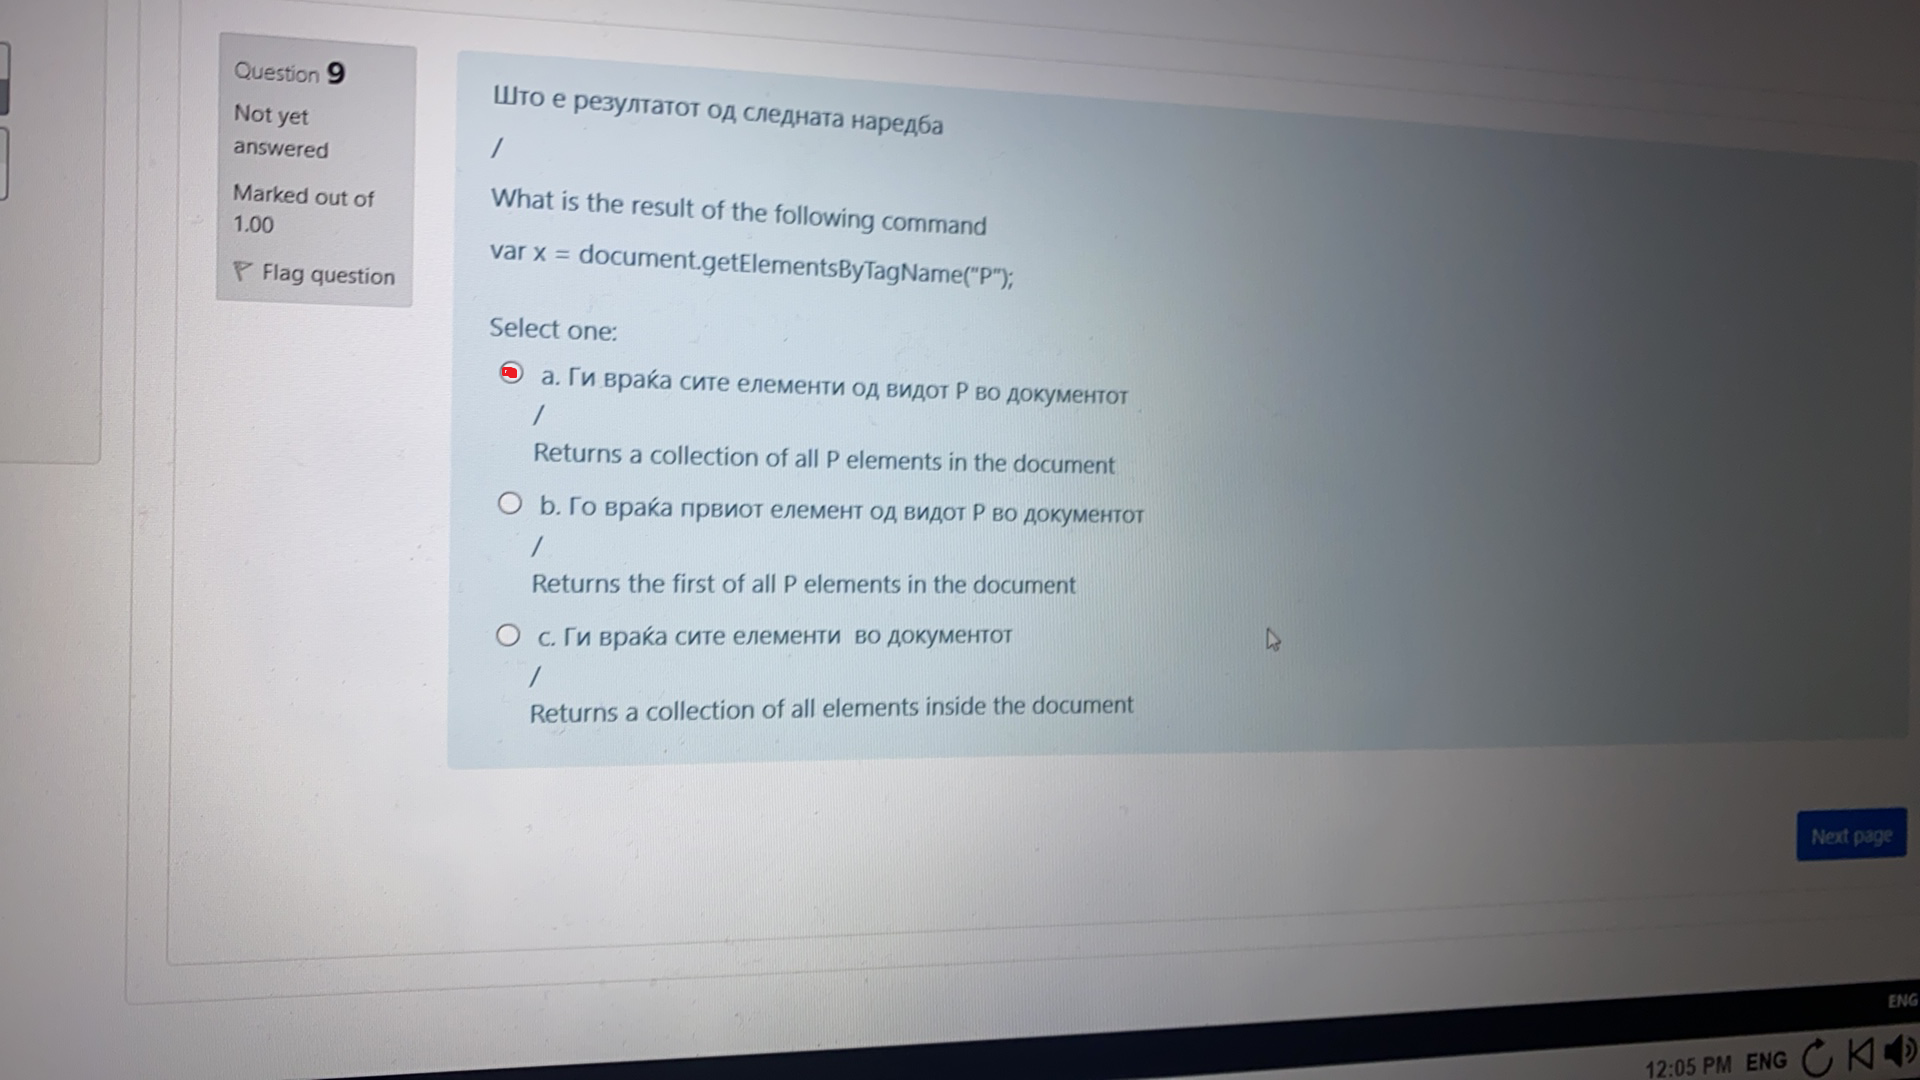 Question 9
Not yet
answered
Marked out of
1.00
Flag question
Што е резултатот од следната наредба
/
What is the result of the following command
var x = document.getElementsByTagName("P");
Select one:
a. Ги враќа сите елементи од видот P во документот
/
Returns a collection of all P elements in the document
b. Го враќа првиот елемент од видот P во документот
/
Returns the first of all P elements in the document
c. Ги враќа сите елементи во документот
/
Returns a collection of all elements inside the document
Next page
ENG
12:05 PM ENG